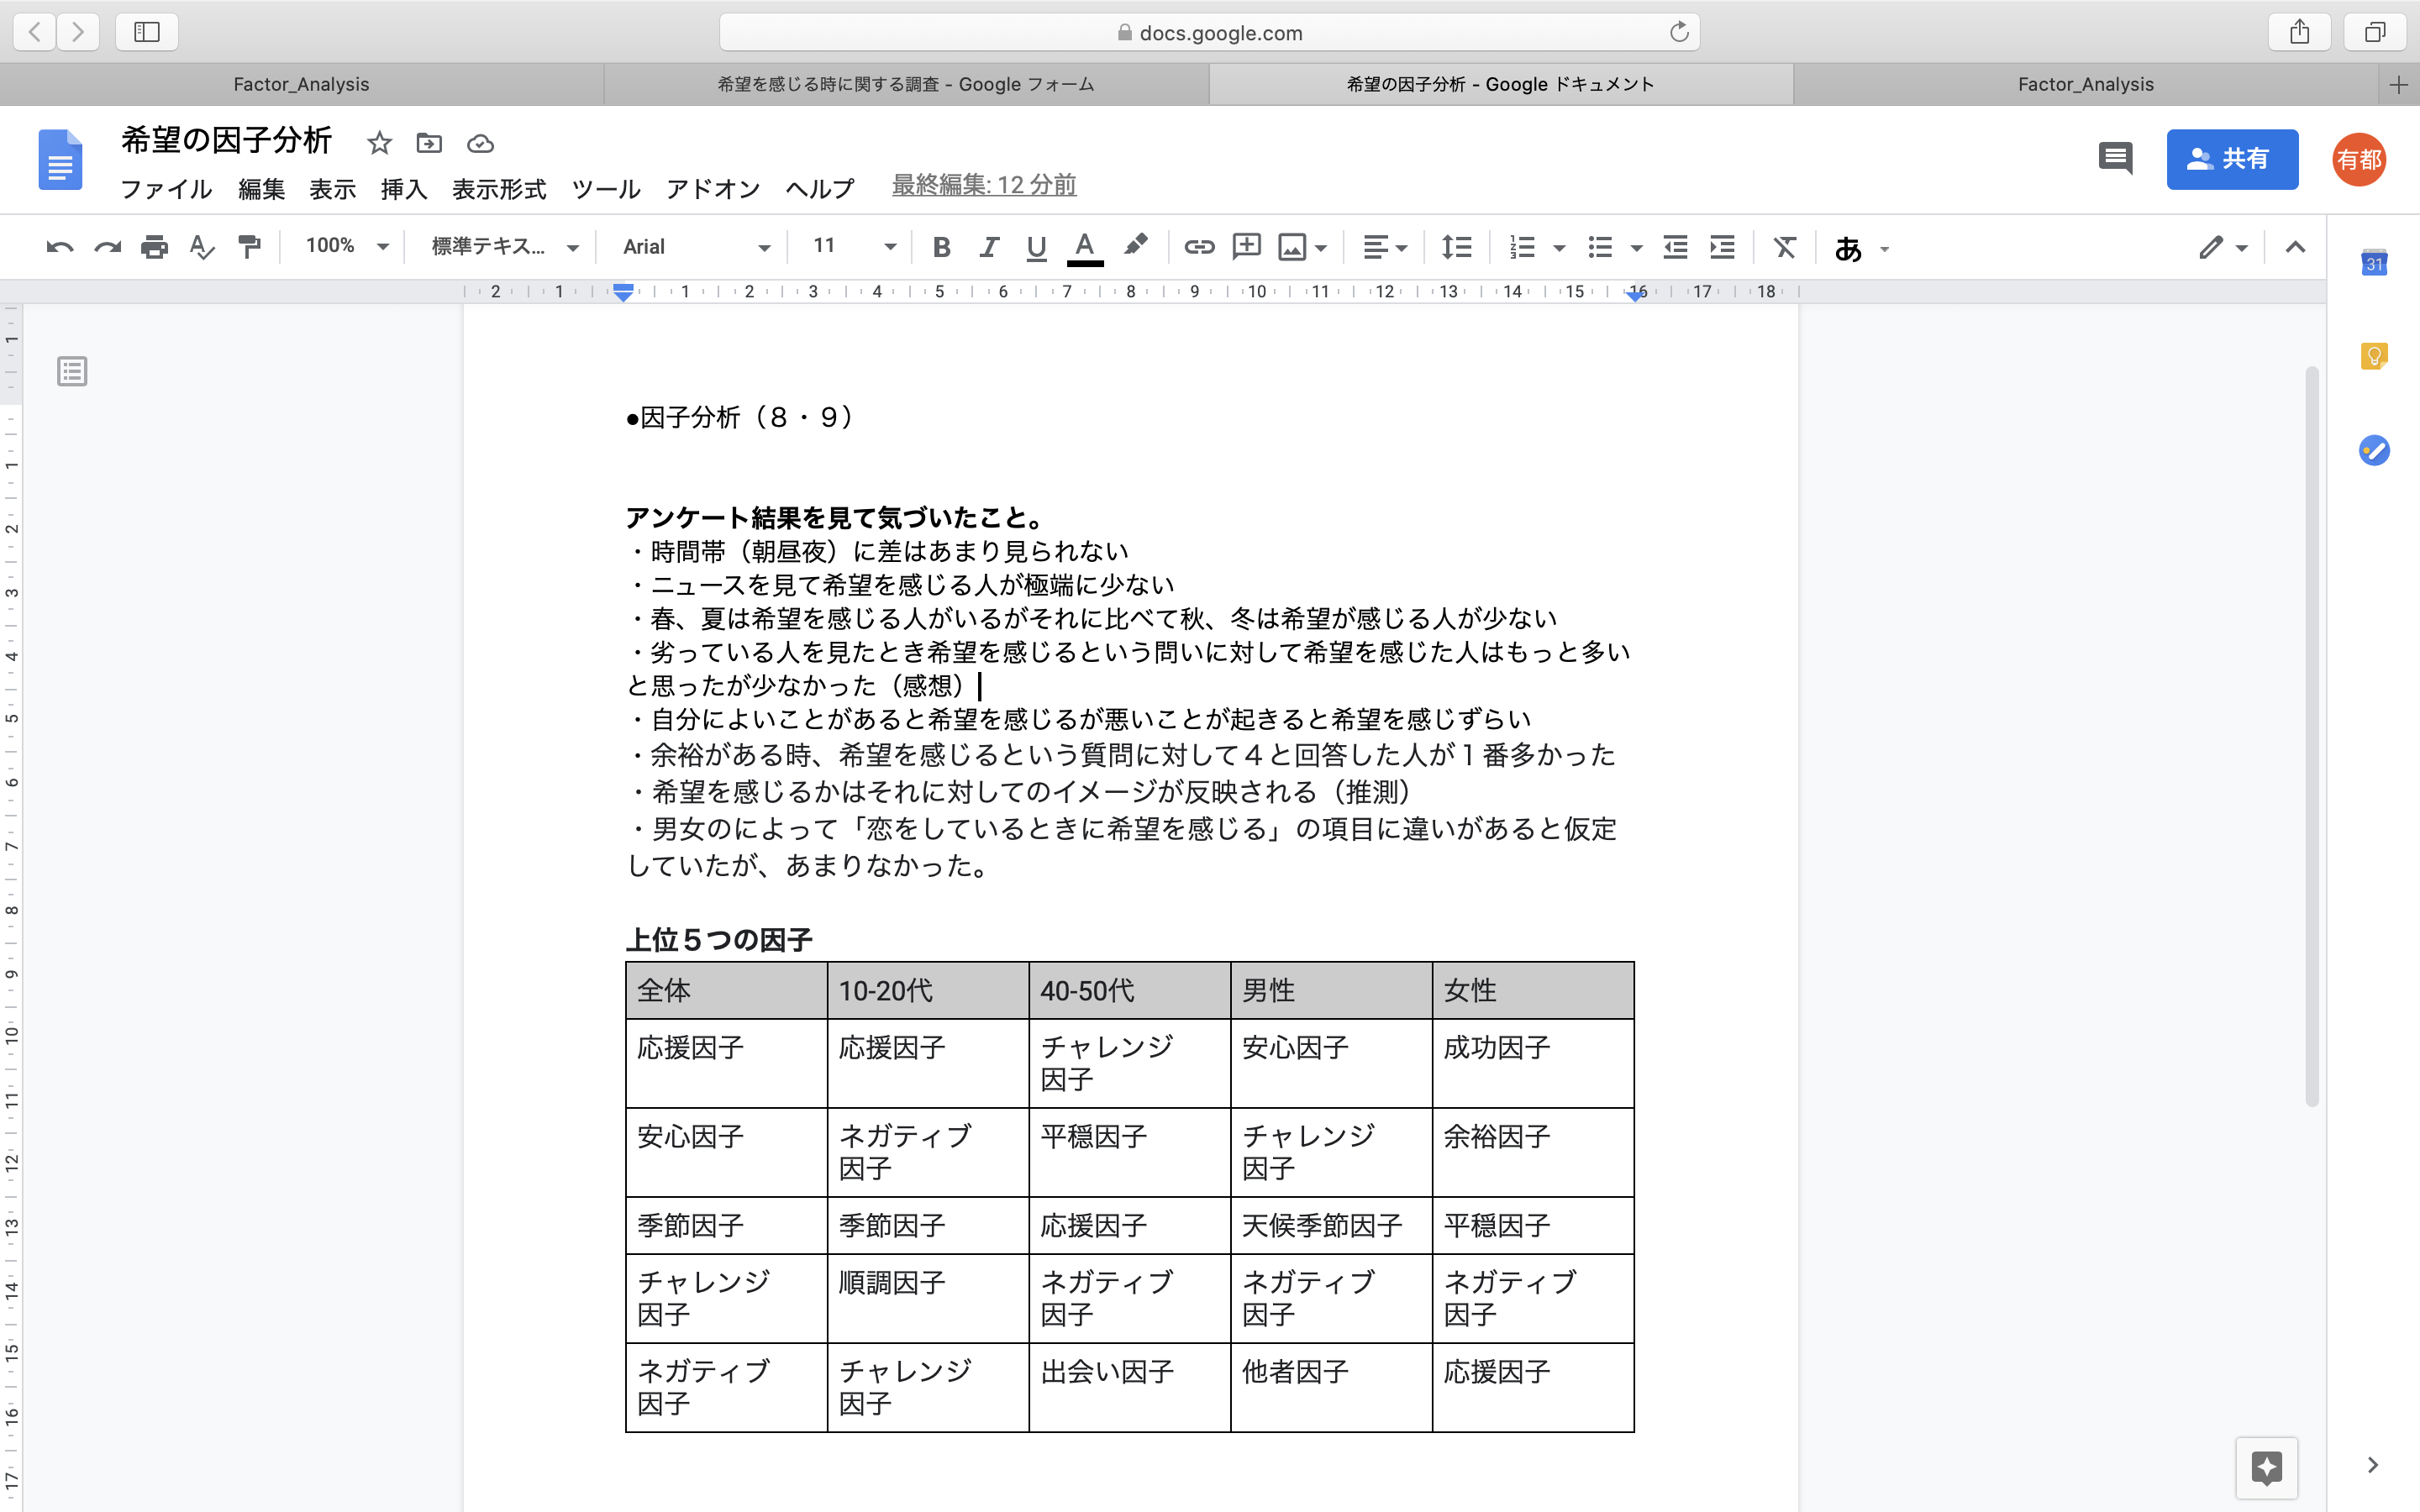 docs.google.com
Factor_Analysis
希望を感じる時に関する調査 - Google フォーム
希望の因子分析 - Google ドキュメント
Factor_Analysis
希望の因子分析
共有
有都
ファイル 編集 表示 挿入 表示形式 ツール アドオン ヘルプ 最終編集: 12 分前
100% 標準テキス... Arial 11 B I U A あ
31
2 1 1 2 3 4 5 6 7 8 9 10 11 12 13 14 15 16 17 18
1 1 2 3 4 5 6 7 8 9 10 11 12 13 14 15 16 17
●因子分析（８・９）
アンケート結果を見て気づいたこと。
・時間帯（朝昼夜）に差はあまり見られない
・ニュースを見て希望を感じる人が極端に少ない
・春、夏は希望を感じる人がいるがそれに比べて秋、冬は希望が感じる人が少ない
・劣っている人を見たとき希望を感じるという問いに対して希望を感じた人はもっと多い
と思ったが少なかった（感想）
・自分によいことがあると希望を感じるが悪いことが起きると希望を感じずらい
・余裕がある時、希望を感じるという質問に対して４と回答した人が１番多かった
・希望を感じるかはそれに対してのイメージが反映される（推測）
・男女のによって「恋をしているときに希望を感じる」の項目に違いがあると仮定
していたが、あまりなかった。
上位５つの因子
全体 10-20代 40-50代 男性 女性
応援因子 応援因子 チャレンジ 安心因子 成功因子
因子
安心因子 ネガティブ 平穏因子 チャレンジ 余裕因子
因子 因子
季節因子 季節因子 応援因子 天候季節因子 平穏因子
チャレンジ 順調因子 ネガティブ ネガティブ ネガティブ
因子 因子 因子 因子
ネガティブ チャレンジ 出会い因子 他者因子 応援因子
因子 因子